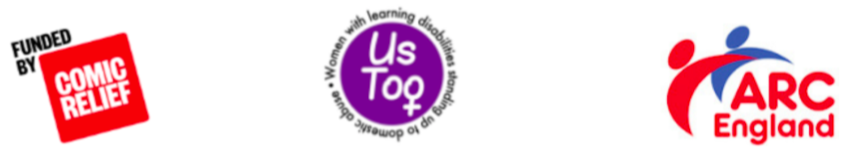 FUNDED
BY
COMIC
RELIEF
Women with learning disabilities standing up to domestic abuse •
Us
Too
ARC
England